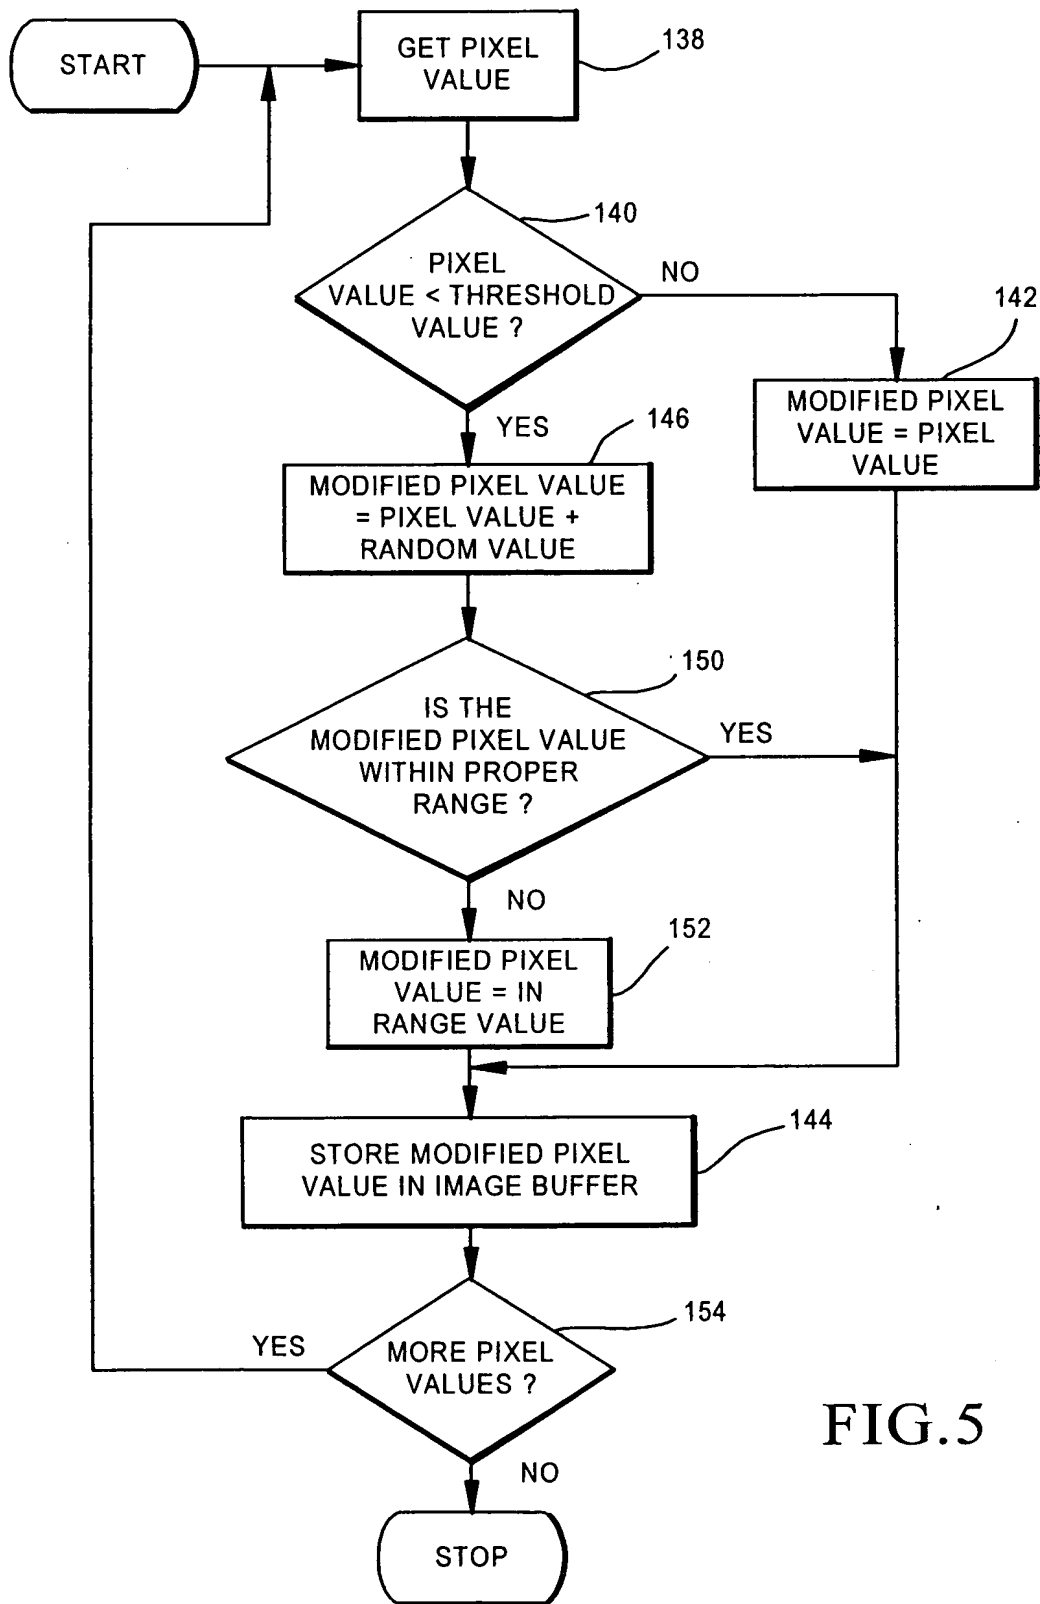 START
GET PIXEL
VALUE
138
140
PIXEL
VALUE < THRESHOLD
VALUE ?
NO
142
MODIFIED PIXEL
VALUE = PIXEL
VALUE
YES
146
MODIFIED PIXEL VALUE
= PIXEL VALUE +
RANDOM VALUE
150
IS THE
MODIFIED PIXEL VALUE
WITHIN PROPER
RANGE ?
YES
NO
152
MODIFIED PIXEL
VALUE = IN
RANGE VALUE
144
STORE MODIFIED PIXEL
VALUE IN IMAGE BUFFER
154
YES
MORE PIXEL
VALUES ?
NO
STOP
FIG.5